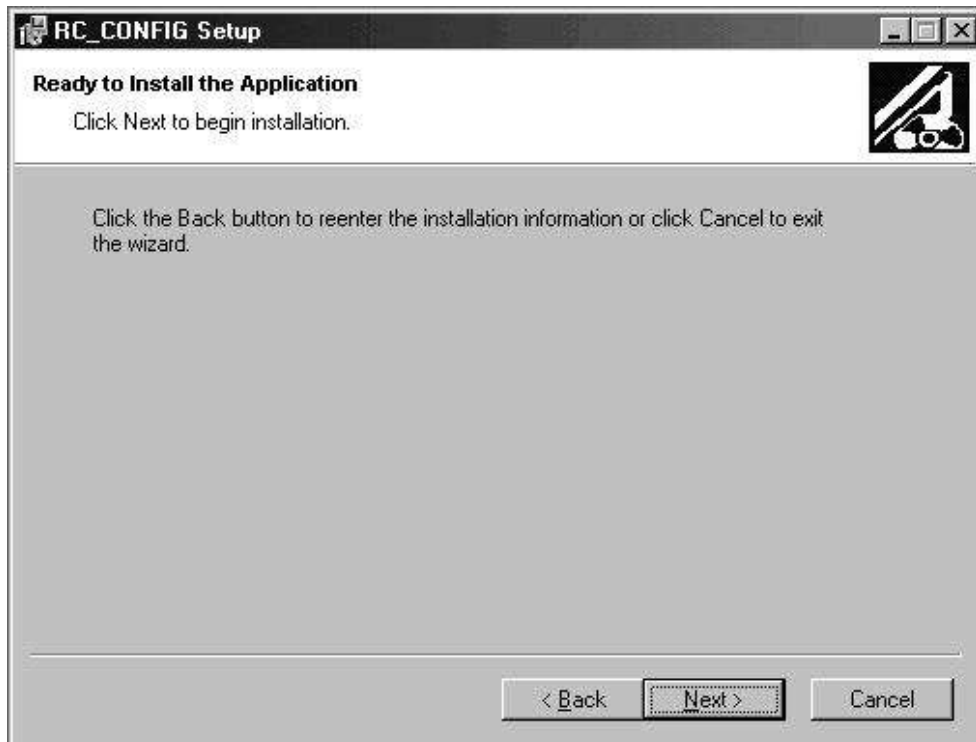 RC_CONFIG Setup
Ready to Install the Application
Click Next to begin installation.
Click the Back button to reenter the installation information or click Cancel to exit
the wizard.
< Back
Next >
Cancel